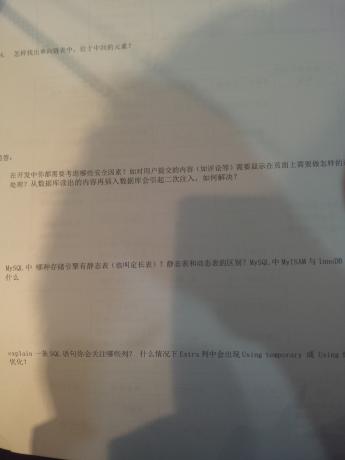 怎样找出单向链表中，处于中间的元素？
答：
在开发中你都需要考虑哪些安全因素？如对用户提交的内容（如评论等）需要显示在页面上需要做怎样的
处理？从数据库读出的内容再插入数据库会引起二次注入，如何解决？
MySQL 中 哪种存储引擎有静态表（也叫定长表）？静态表和动态表的区别？MySQL 中 MyISAM 与 InnoDB
什么
explain 一条 SQL 语句你会关注哪些列？ 什么情况下 Extra 列中会出现 Using temporary 或 Using
优化？